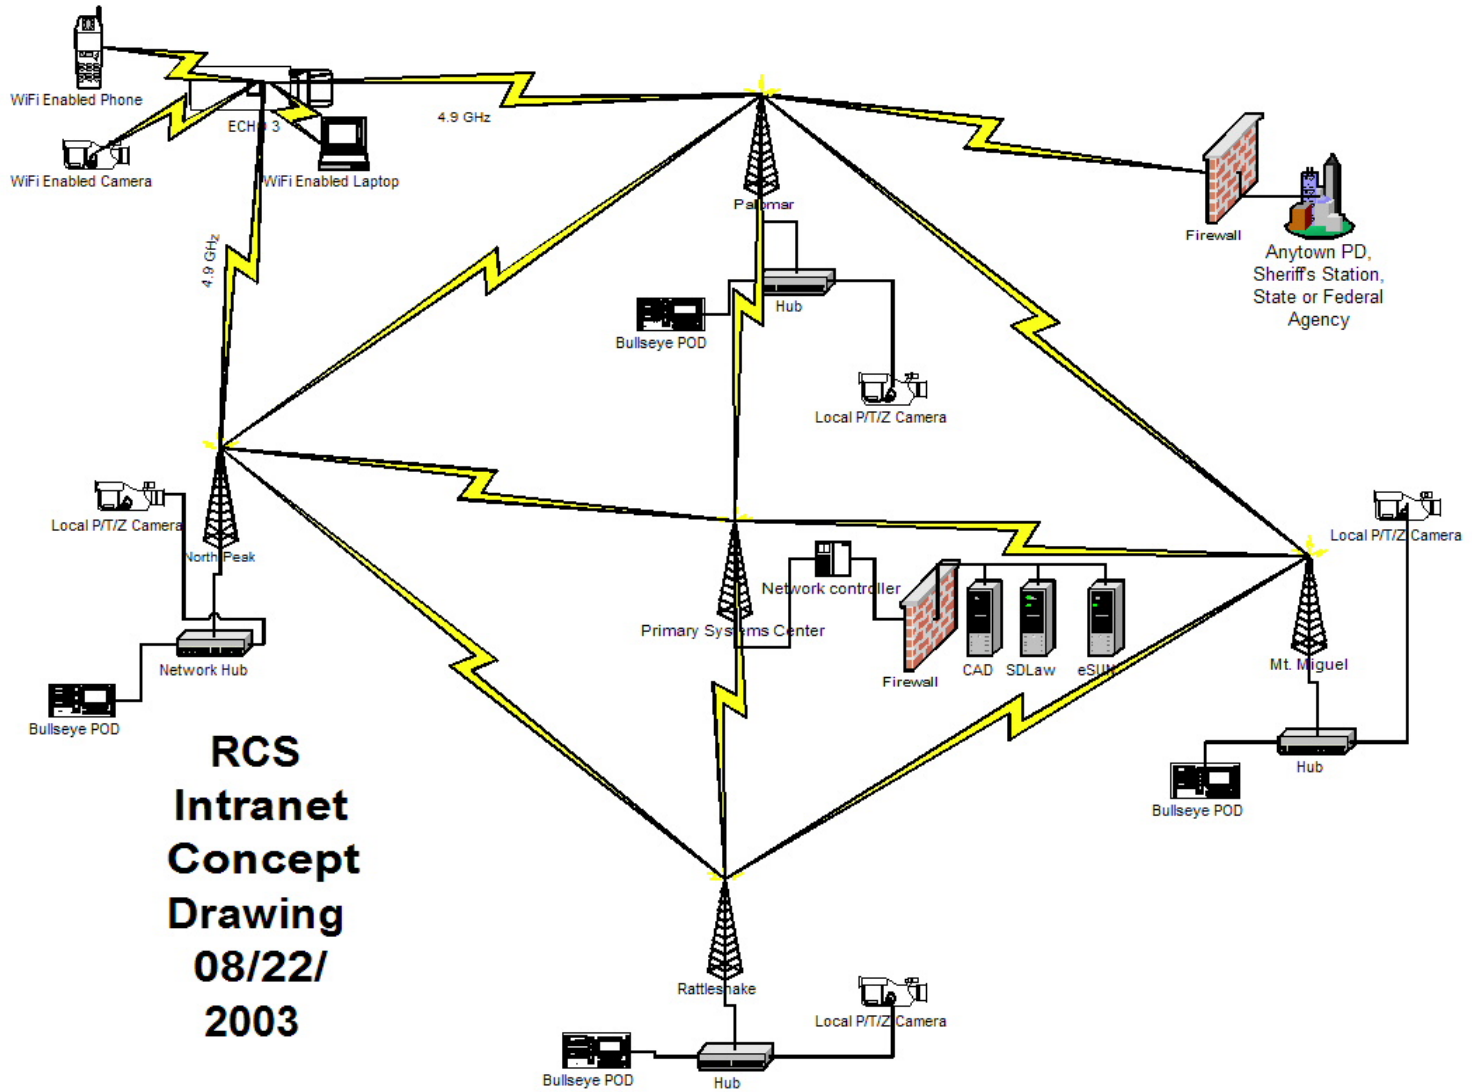 WiFi Enabled Phone
ECHO 3
4.9 GHz
WiFi Enabled Camera
WiFi Enabled Laptop
Palomar
Firewall
Anytown PD,
Sheriff's Station,
State or Federal
Agency
4.9 GHz
Hub
Bullseye POD
Local P/T/Z Camera
Local P/T/Z Camera
North Peak
Network Hub
Bullseye POD
Network controller
Primary Systems Center
Firewall
CAD
SDLaw
eSUN
Local P/T/Z Camera
Mt. Miguel
Hub
Bullseye POD
RCS
Intranet
Concept
Drawing
08/22/
2003
Rattlesnake
Local P/T/Z Camera
Bullseye POD
Hub